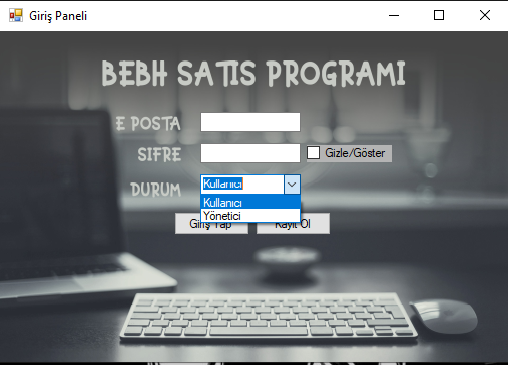 Giriş Paneli
BEBH SATIS PROGRAMI
E POSTA
SIFRE
Gizle/Göster
DURUM
Kullanıcı
Kullanıcı
Yönetici
Giriş Yap
Kayıt Ol